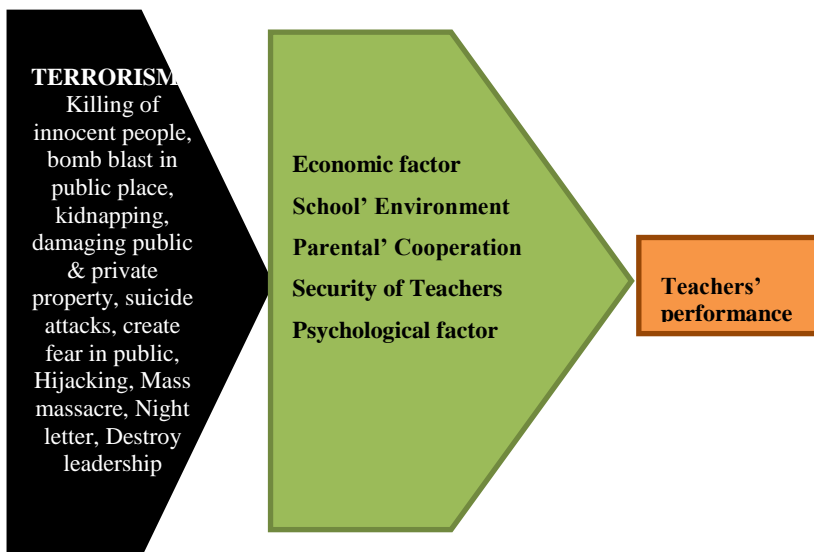 TERRORISM
Killing of
innocent people,
bomb blast in
public place,
kidnapping,
damaging public
& private
property, suicide
attacks, create
fear in public,
Hijacking, Mass
massacre, Night
letter, Destroy
leadership
Economic factor
School' Environment
Parental' Cooperation
Security of Teachers
Psychological factor
Teachers'
performance